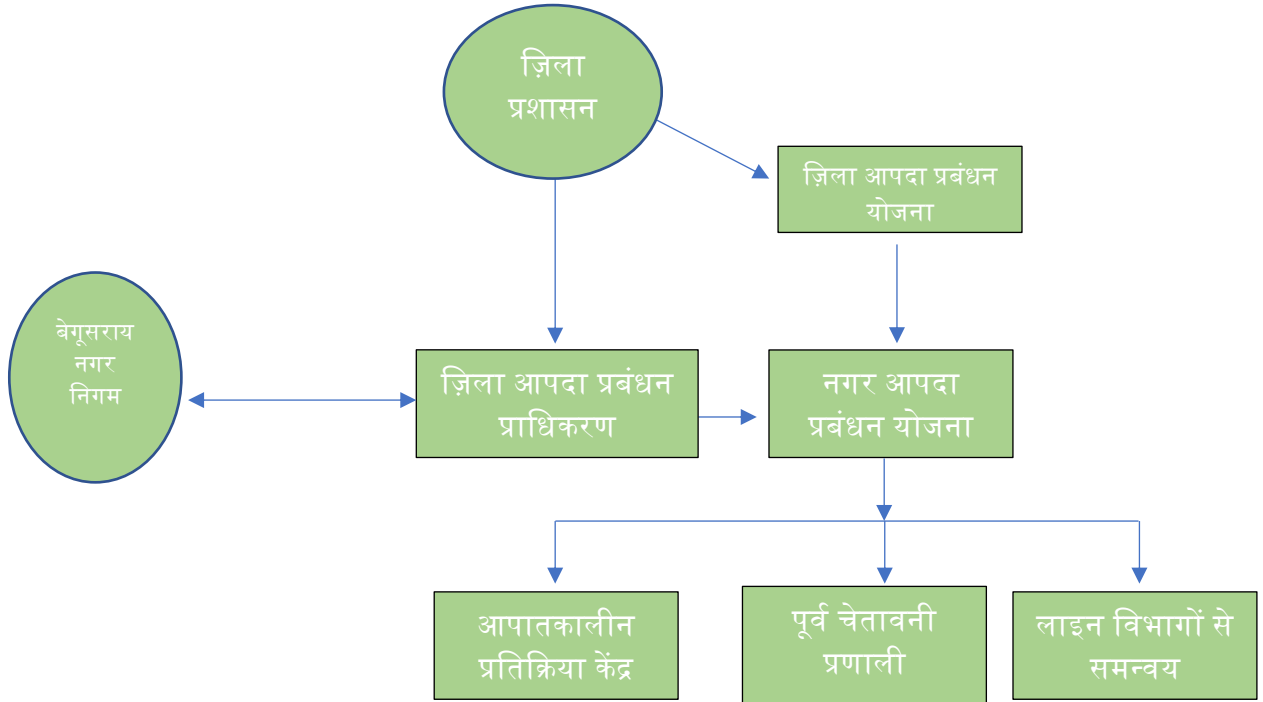 ज़िला
प्रशासन
ज़िला आपदा प्रबंधन
योजना
बेगूसराय
नगर
निगम
ज़िला आपदा प्रबंधन
प्राधिकरण
नगर आपदा
प्रबंधन योजना
आपातकालीन
प्रतिक्रिया केंद्र
पूर्व चेतावनी
प्रणाली
लाइन विभागों से
समन्वय